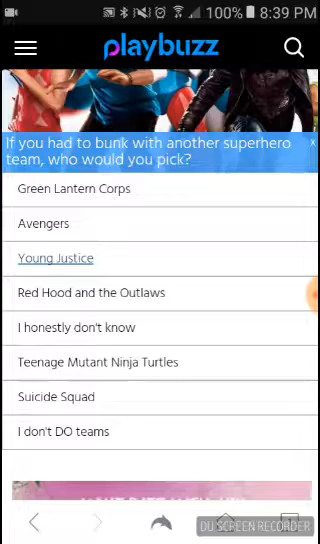 100% 8:39 PM
playbuzz
If you had to bunk with another superhero
team, who would you pick?
x
Green Lantern Corps
Avengers
Young Justice
Red Hood and the Outlaws
I honestly don't know
Teenage Mutant Ninja Turtles
Suicide Squad
I don't DO teams
DU SCREEN RECORDER